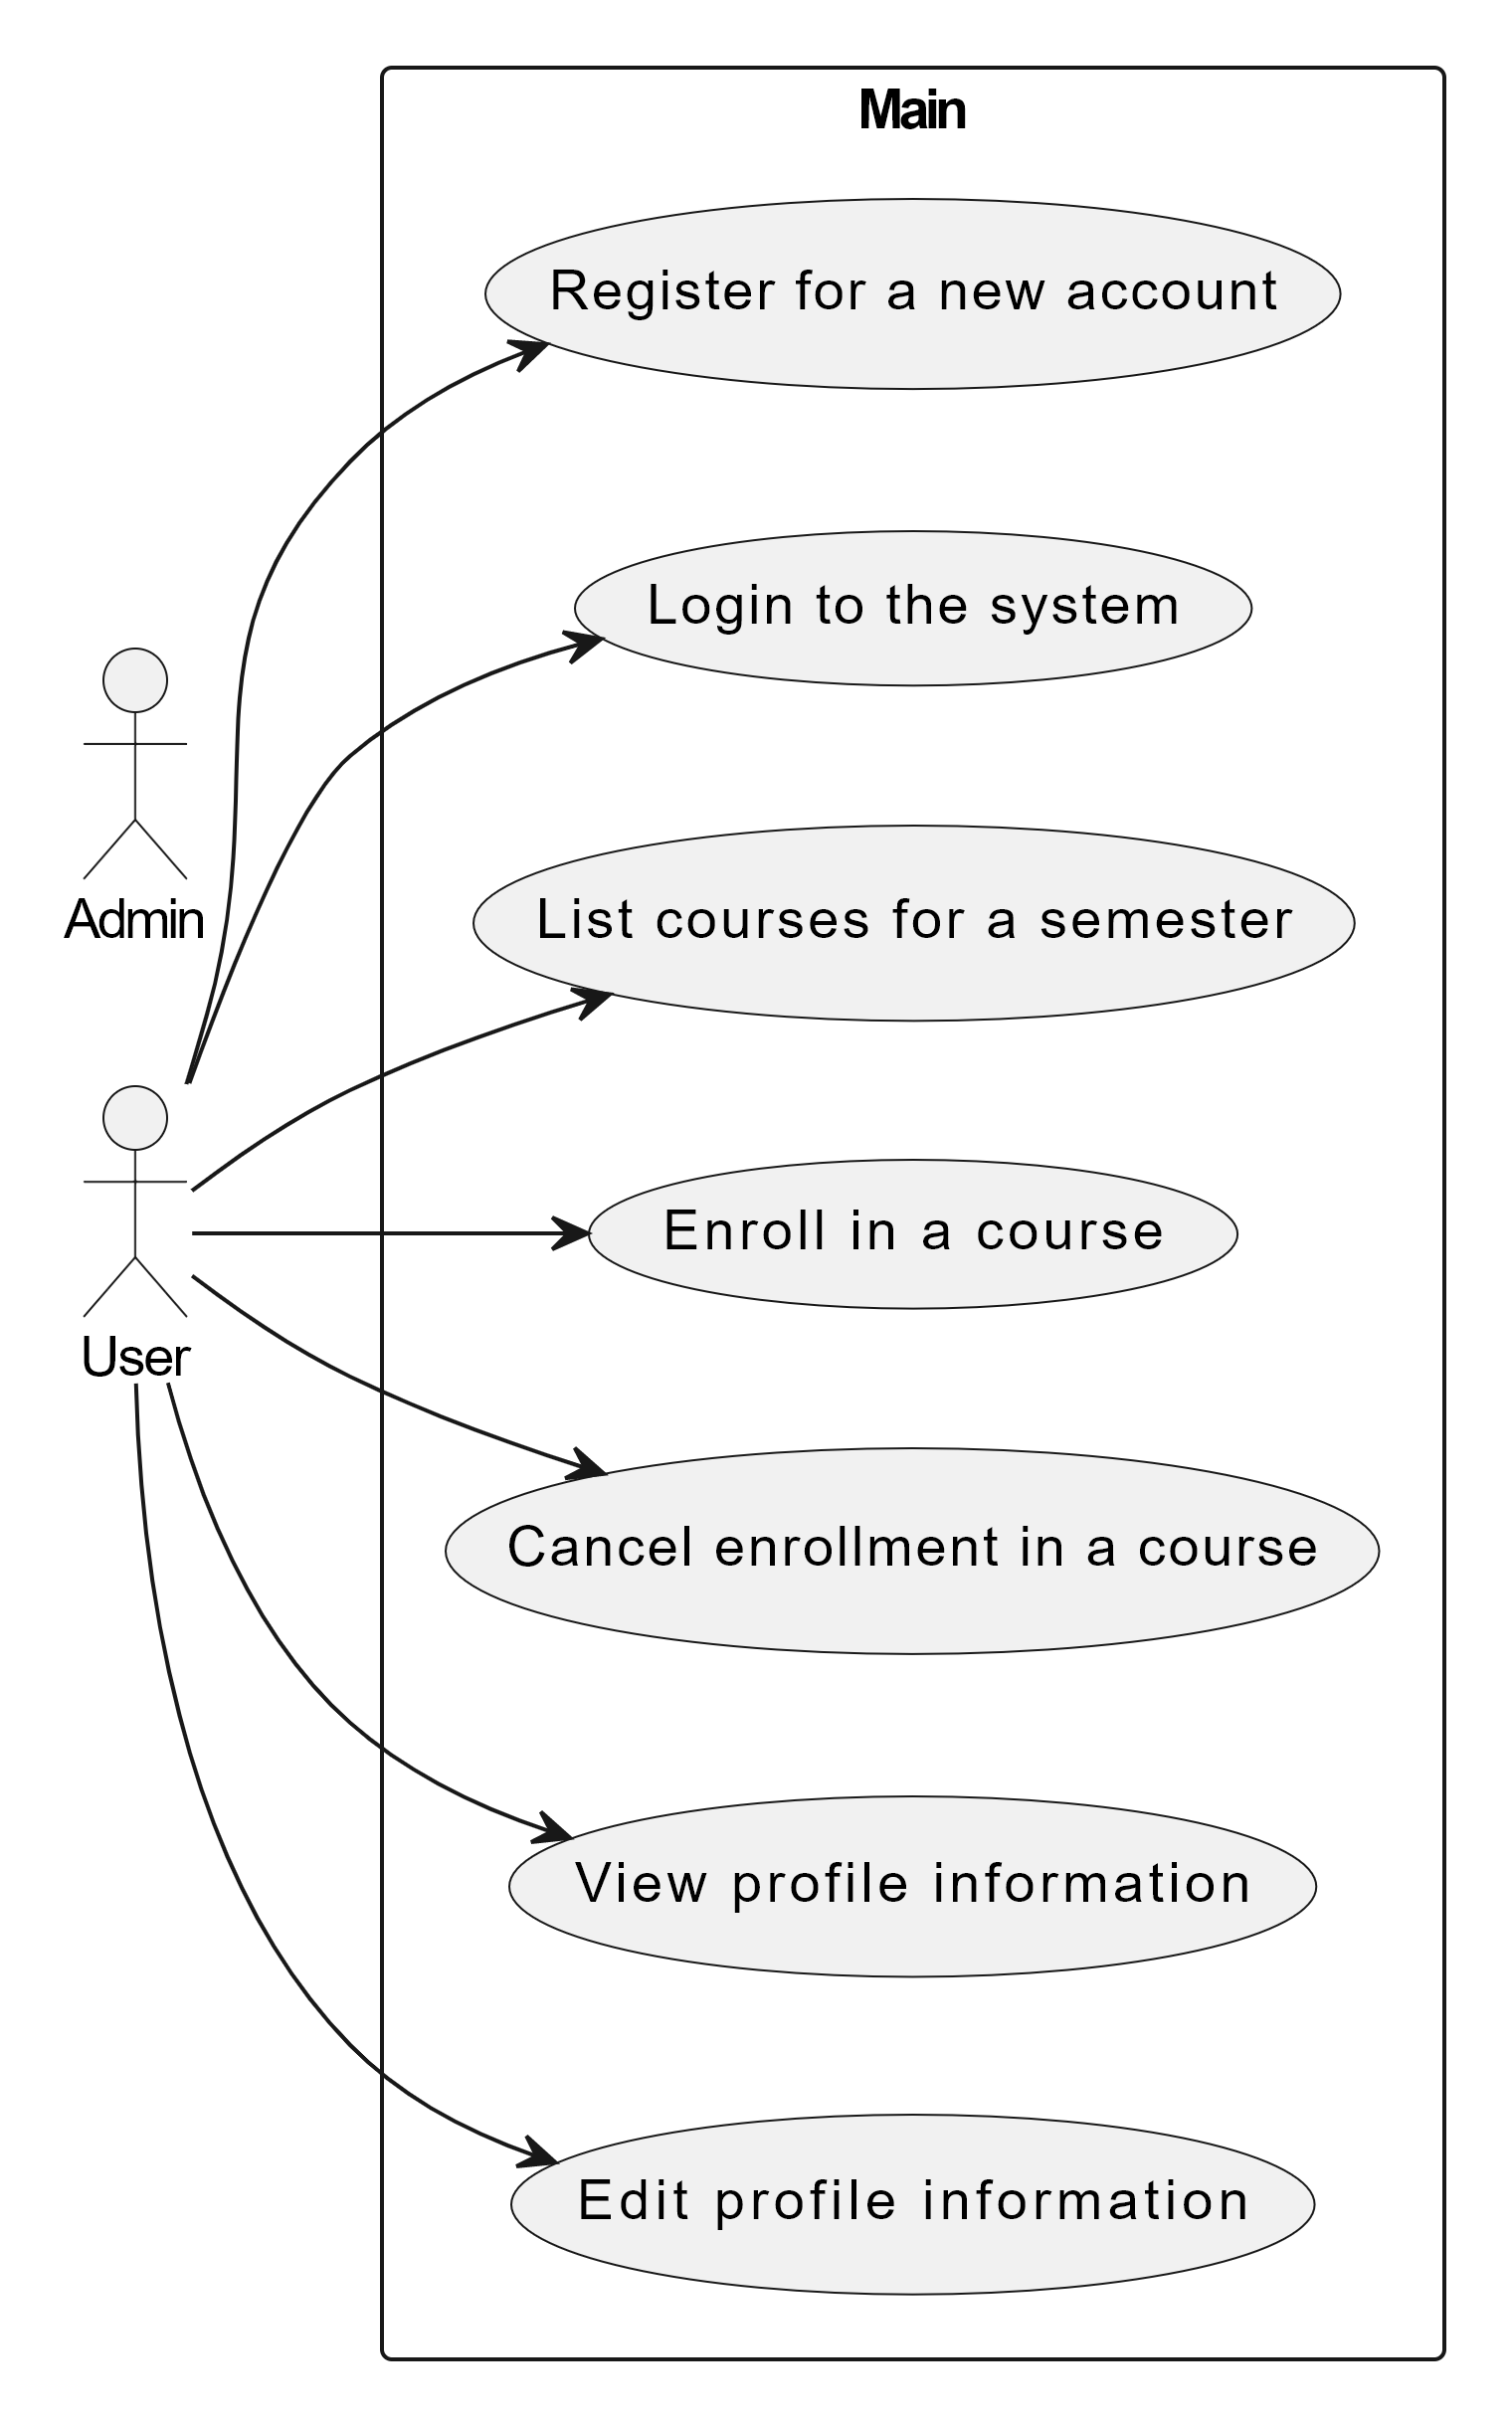 Main
Register for a new account
Login to the system
Admin
List courses for a semester
User
Enroll in a course
Cancel enrollment in a course
View profile information
Edit profile information